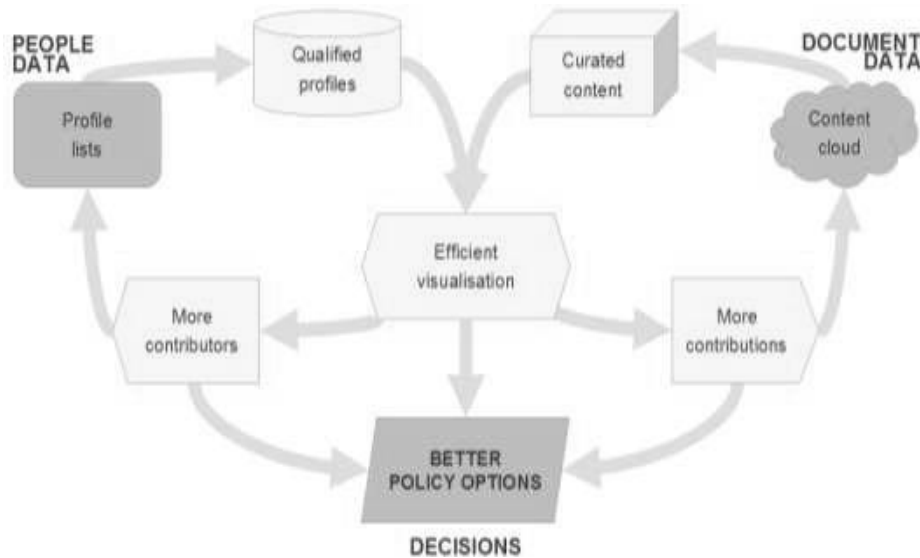 PEOPLE
DATA
Qualified
profiles
Curated
content
DOCUMENT
DATA
Profile
lists
Content
cloud
Efficient
visualisation
More
contributors
More
contributions
BETTER
POLICY OPTIONS
DECISIONS